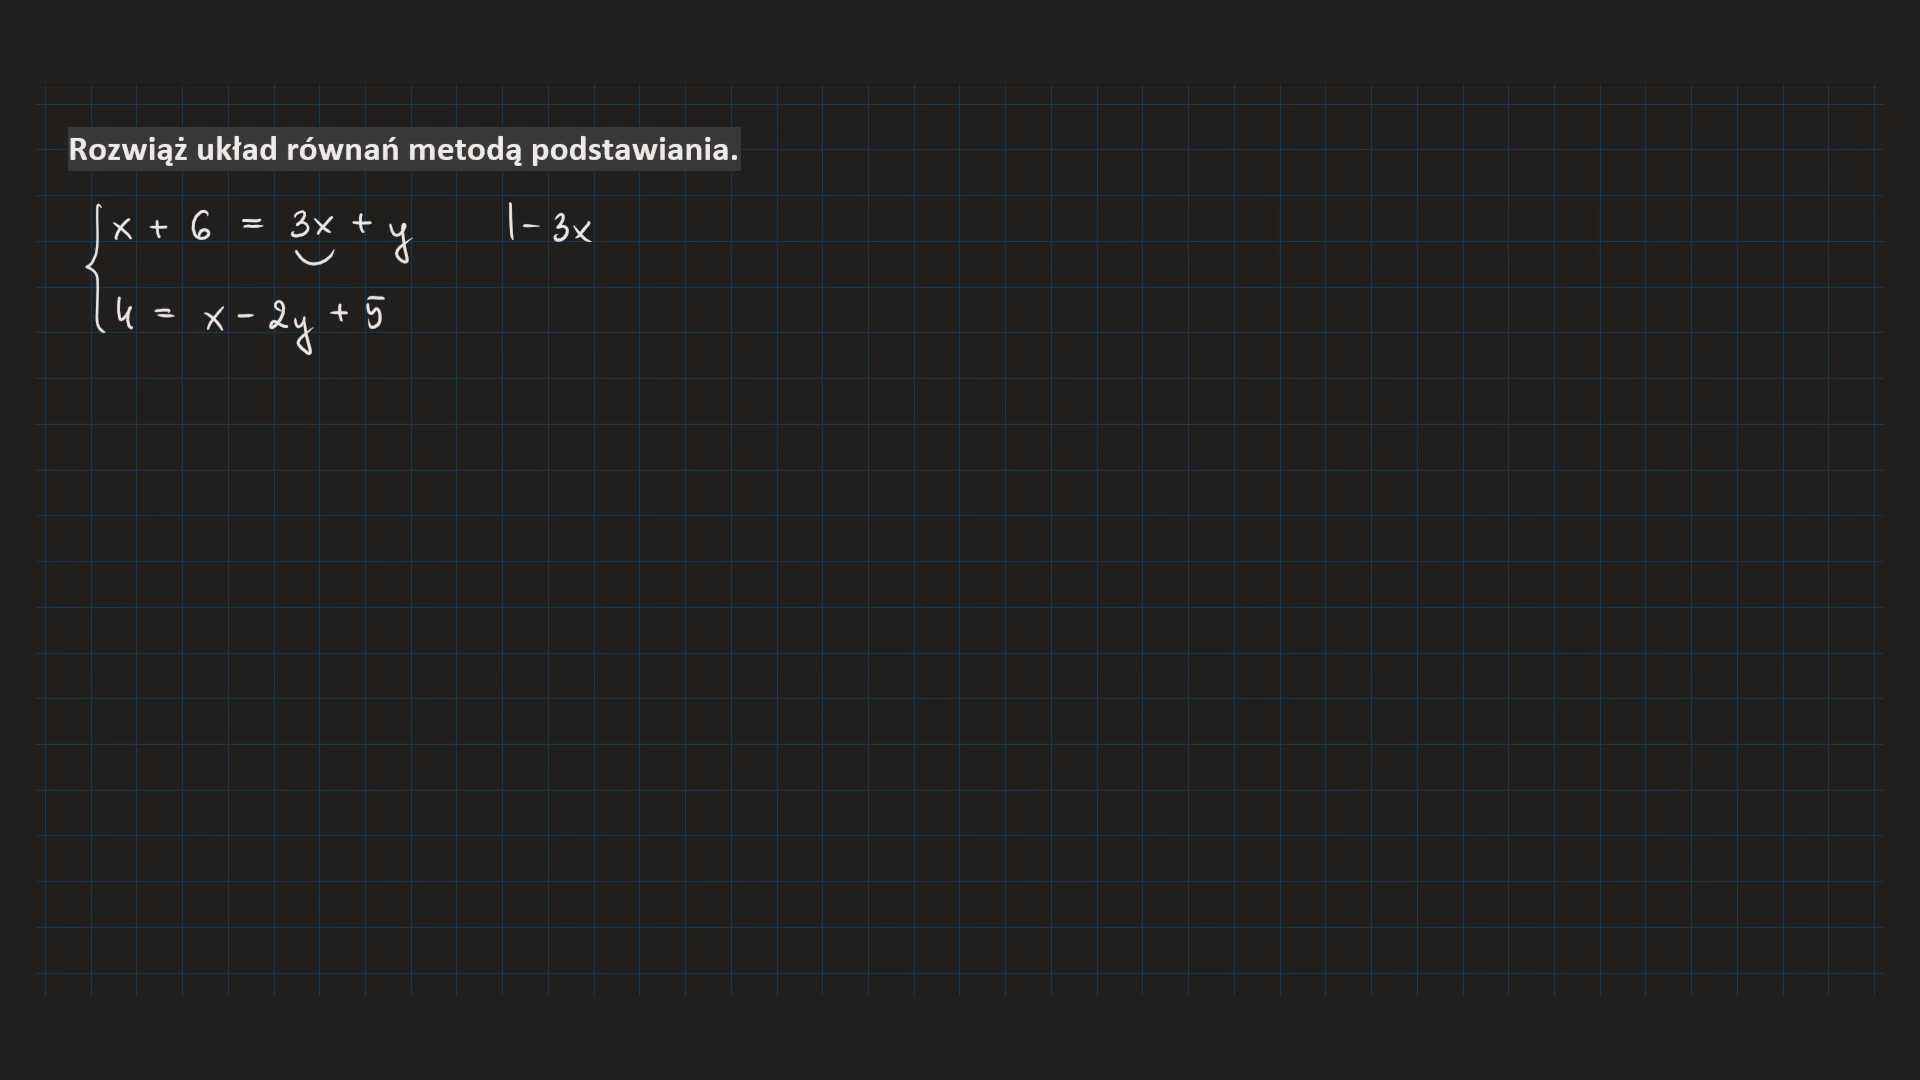 Rozwiąż układ równań metodą podstawiania.
x + 6 = 3x + y |- 3x
4 = x - 2y + 5